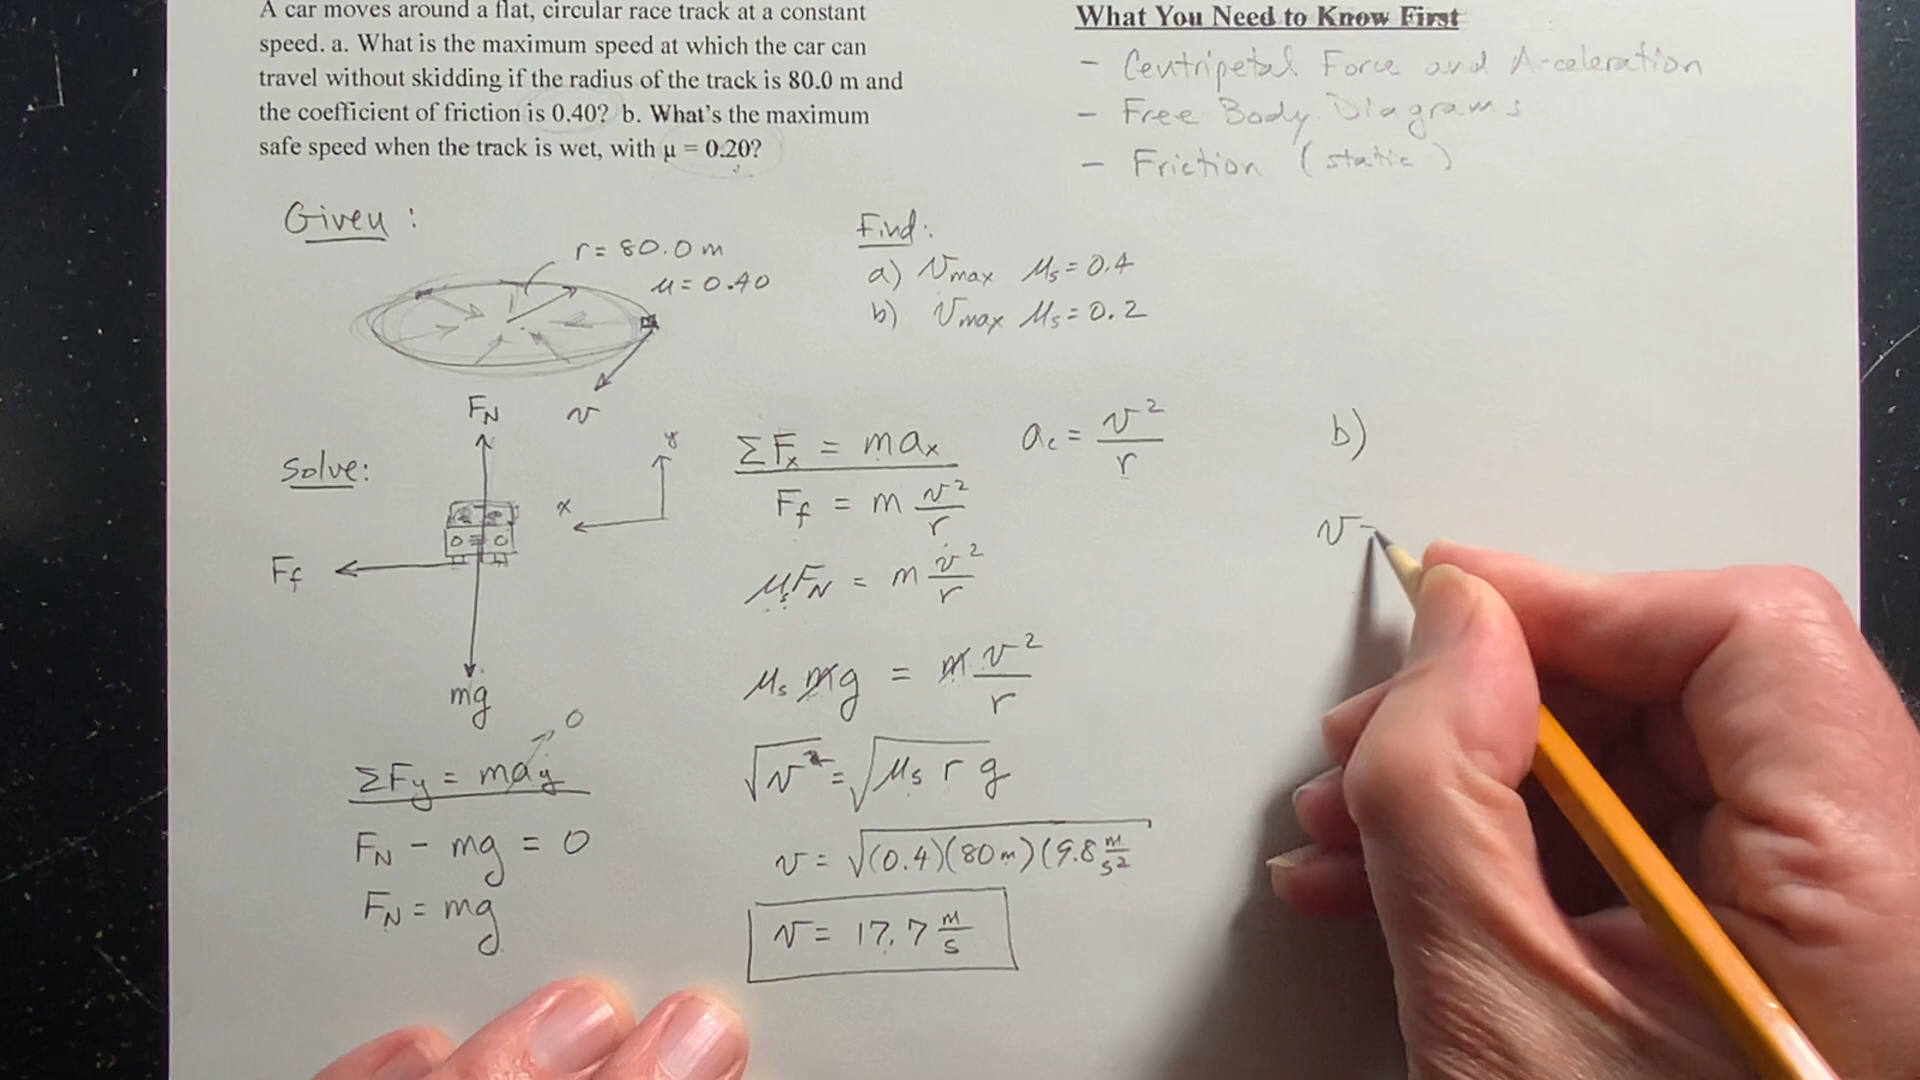 A car moves around a flat, circular race track at a constant
speed. a. What is the maximum speed at which the car can
travel without skidding if the radius of the track is 80.0 m and
the coefficient of friction is 0.40? b. What's the maximum
safe speed when the track is wet, with μ = 0.20?
What You Need to Know First
- Centripetal Force and Acceleration
- Free Body Diagrams
- Friction (static)
Given :
r = 80.0 m
μ = 0.40
v
Find:
a) vmax μs = 0.4
b) vmax μs = 0.2
Solve:
FN
y
x
Ff
mg
0
ΣFy = may
FN - mg = 0
FN = mg
ΣFx = max
ac = v²/r
Ff = m v²/r
μsFN = m v²/r
μs mg = m v²/r
√v² = √μs r g
v = √(0.4)(80m)(9.8 m/s²
v = 17.7 m/s
b)
v -